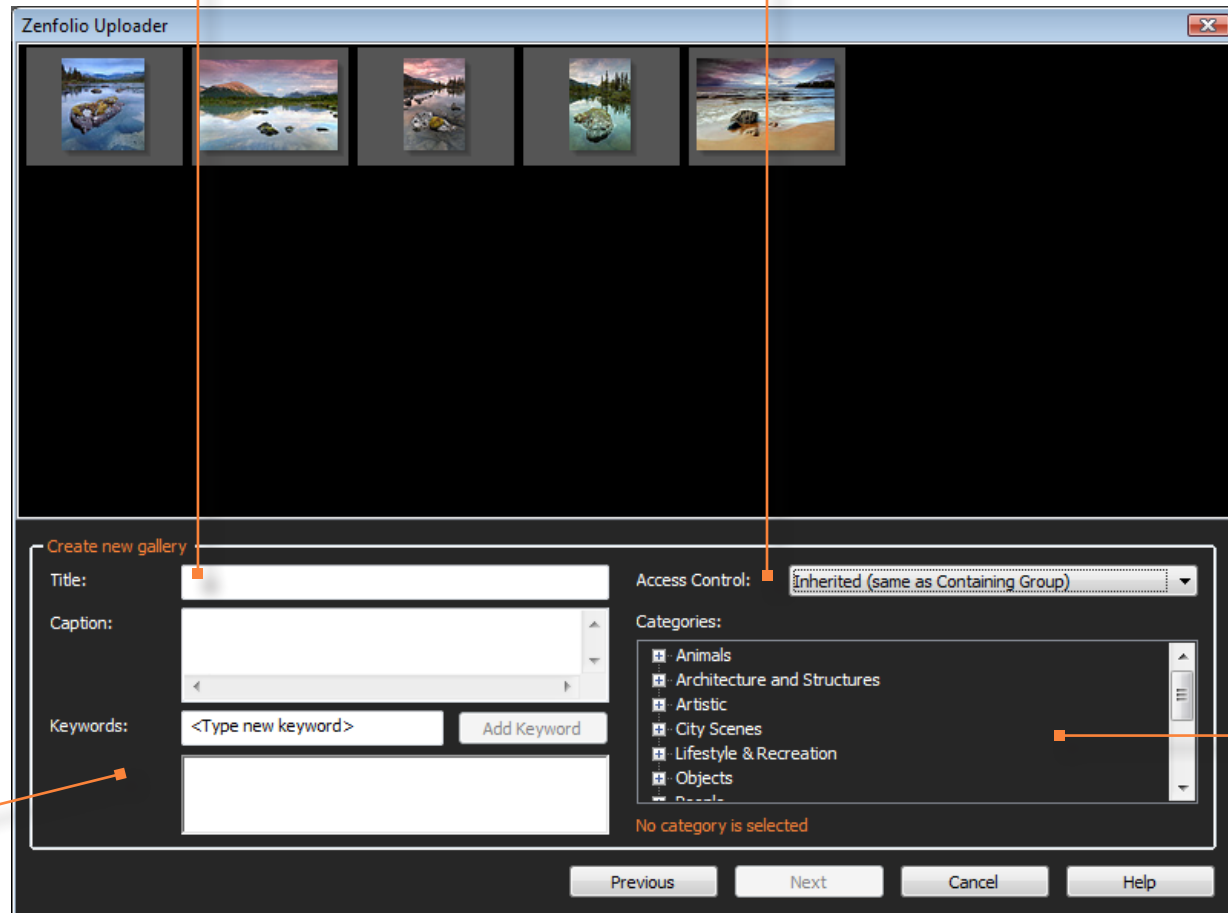 Zenfolio Uploader
Create new gallery
Title:
Caption:
Keywords:
<Type new keyword>
Add Keyword
Access Control:
Inherited (same as Containing Group)
Categories:
Animals
Architecture and Structures
Artistic
City Scenes
Lifestyle & Recreation
Objects
No category is selected
Previous
Next
Cancel
Help